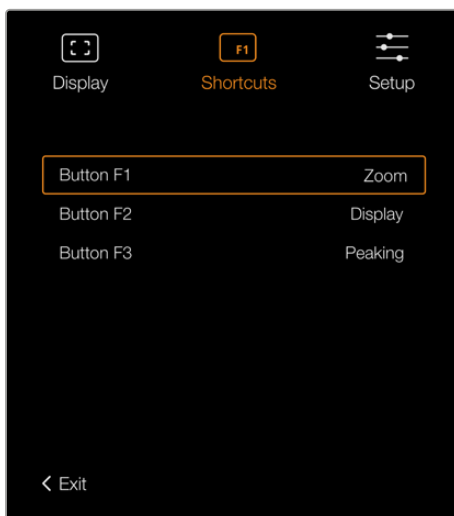 F1
Display Shortcuts Setup
Button F1 Zoom
Button F2 Display
Button F3 Peaking
Exit